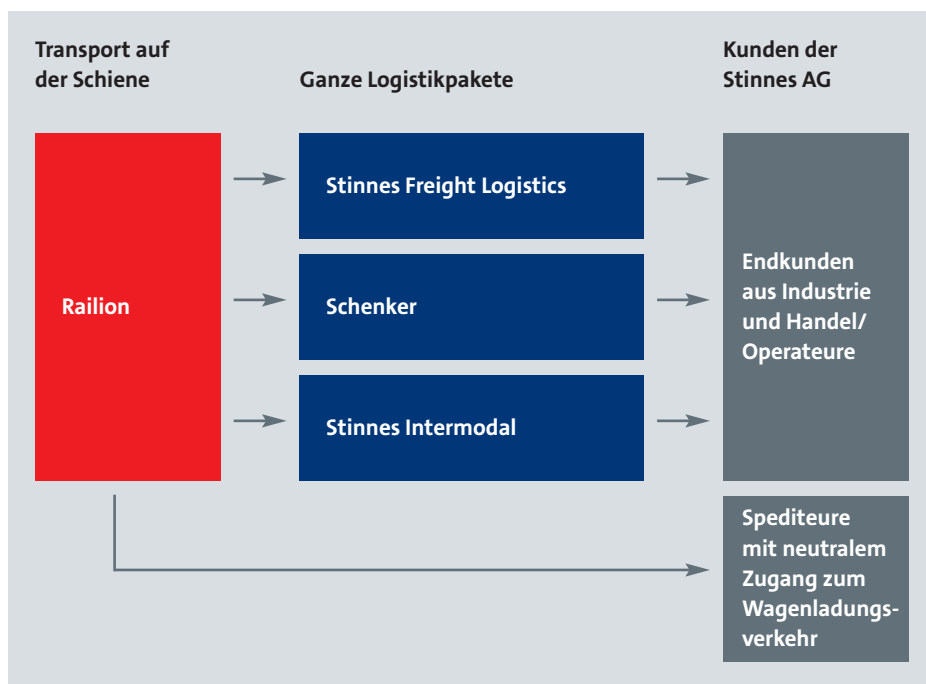 Transport auf
der Schiene
Ganze Logistikpakete
Kunden der
Stinnes AG
Railion
Stinnes Freight Logistics
Schenker
Stinnes Intermodal
Endkunden
aus Industrie
und Handel/
Operateure
Spediteure
mit neutralem
Zugang zum
Wagenladungs-
verkehr